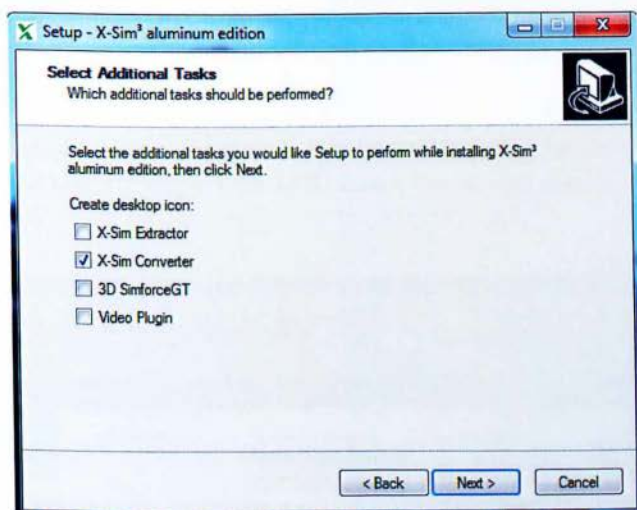 Setup - X-Sim³ aluminum edition
Select Additional Tasks
Which additional tasks should be performed?
Select the additional tasks you would like Setup to perform while installing X-Sim³
aluminum edition, then click Next.
Create desktop icon:
X-Sim Extractor
X-Sim Converter
3D SimforceGT
Video Plugin
< Back Next > Cancel